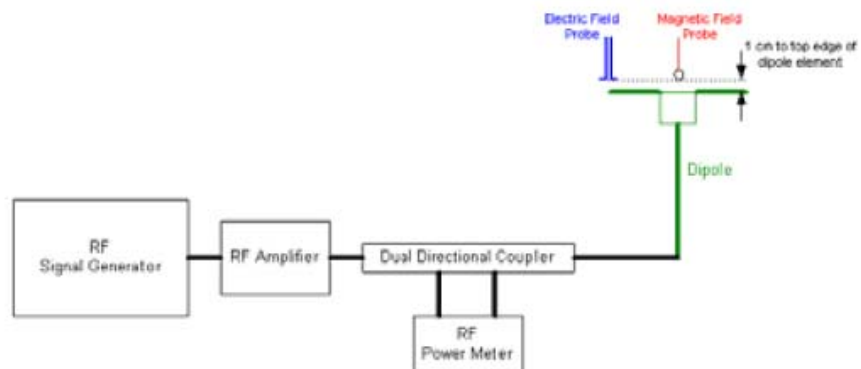 Electric Field
Probe
Magnetic Field
Probe
1 cm to top edge of
dipole element
Dipole
RF
Signal Generator
RF Amplifier
Dual Directional Coupler
RF
Power Meter